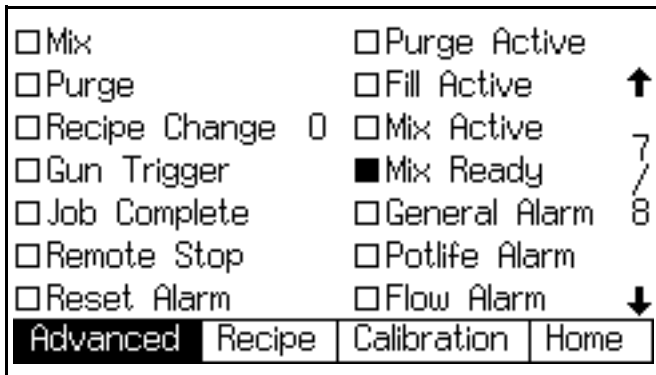 Mix
Purge
Recipe Change 0
Gun Trigger
Job Complete
Remote Stop
Reset Alarm
Purge Active
Fill Active
Mix Active
Mix Ready
General Alarm
Potlife Alarm
Flow Alarm
7/8
Advanced Recipe Calibration Home